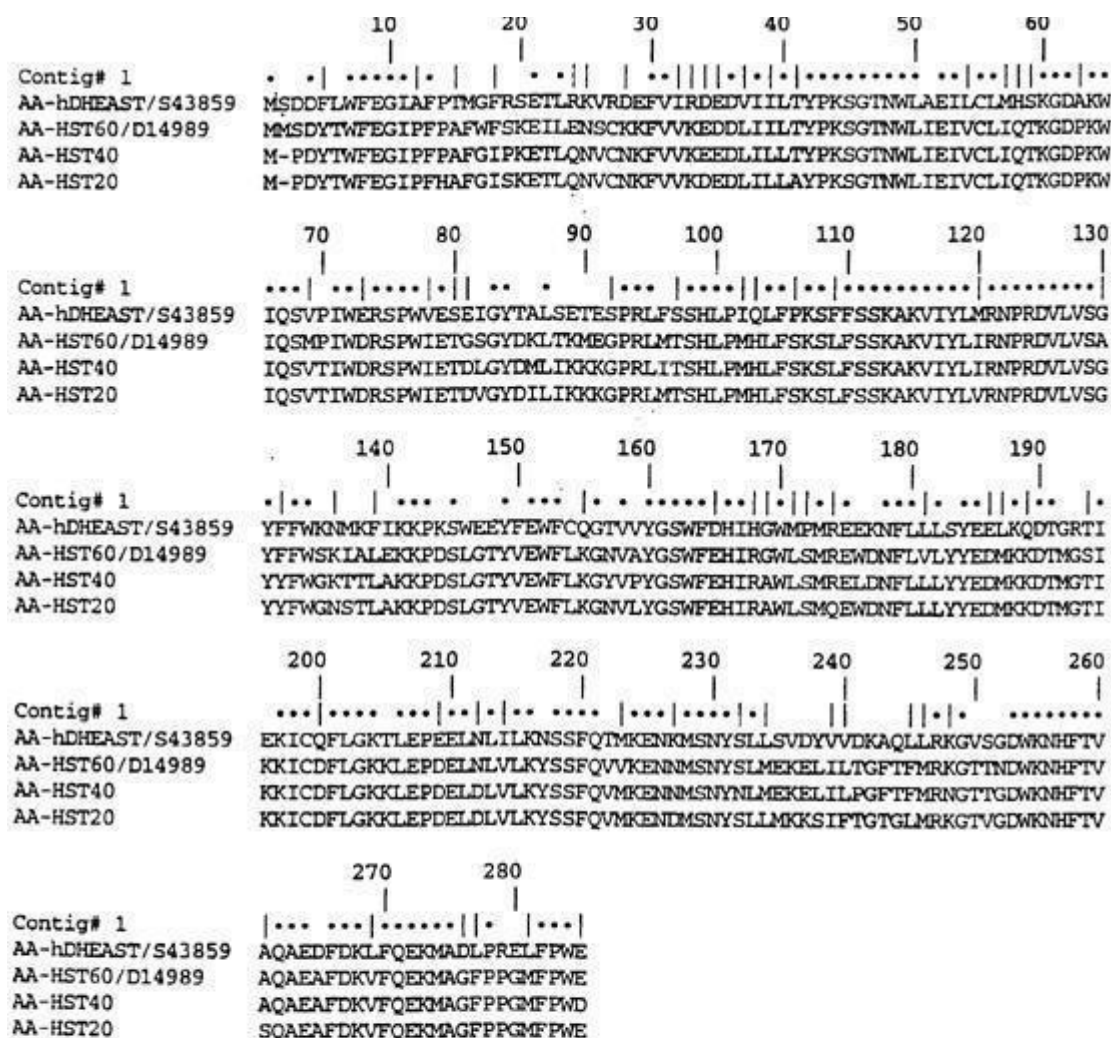 10 20 30 40 50 60
Contig# 1
AA-hDHEAST/S43859 MSDDFLWFEGIAFPTMGFRSETLRKVRDEFVIRDEDVIILTYPKSGTNWLAEILCLMHSKGDAKW
AA-HST60/D14989 MMSDYTWFEGIPFPAFWFSKEILENSCKKFVVKEDDLIILTYPKSGTNWLIEIVCLIQTKGDPKW
AA-HST40 M-PDYTWFEGIPFPAFGIPKETLQNVCNKFVVKEEDLILLTYPKSGTNWLIEIVCLIQTKGDPKW
AA-HST20 M-PDYTWFEGIPFHAFGISKETLQNVCNKFVVKDEDLILLAYPKSGTNWLIEIVCLIQTKGDPKW
70 80 90 100 110 120 130
Contig# 1
AA-hDHEAST/S43859 IQSVPIWERSPWVESEIGYTALSETESPRLFSSHLPIQLFPKSFFSSKAKVIYLMRNPRDVLVSG
AA-HST60/D14989 IQSMPIWDRSPWIETGSGYDKLTKMEGPRLMTSHLPMHLFSKSLFSSKAKVIYLIRNPRDVLVSA
AA-HST40 IQSVTIWDRSPWIETDLGYDMLIKKKGPRLITSHLPMHLFSKSLFSSKAKVIYLIRNPRDVLVSG
AA-HST20 IQSVTIWDRSPWIETDVGYDILIKKKGPRLMTSHLPMHLFSKSLFSSKAKVIYLVRNPRDVLVSG
140 150 160 170 180 190
Contig# 1
AA-hDHEAST/S43859 YFFWKNMKFIKKPKSWEEYFEWFCQGTVVYGSWFDHIHGWMPMREEKNFLLLSYEELKQDTGRTI
AA-HST60/D14989 YFFWSKIALEKKPDSLGTYVEWFLKGNVAYGSWFEHIRGWLSMREWDNFLVLYYEDMKKDTMGSI
AA-HST40 YYFWGKTTLAKKPDSLGTYVEWFLKGYVPYGSWFEHIRAWLSMRELDNFLLLYYEDMKKDTMGTI
AA-HST20 YYFWGNSTLAKKPDSLGTYVEWFLKGNVLYGSWFEHIRAWLSMQEWDNFLLLYYEDMKKDTMGTI
200 210 220 230 240 250 260
Contig# 1
AA-hDHEAST/S43859 EKICQFLGKTLEPEELNLILKNSSFQTMKENKMSNYSLLSVDYVVDKAQLLRKGVSGDWKNHFTV
AA-HST60/D14989 KKICDFLGKKLEPDELNLVLKYSSFQVVKENNMSNYSLMEKELILTGFTFMRKGTTNDWKNHFTV
AA-HST40 KKICDFLGKKLEPDELDLVLKYSSFQVMKENNMSNYNLMEKELILPGFTFMRNGTTGDWKNHFTV
AA-HST20 KKICDFLGKKLEPDELDLVLKYSSFQVMKENDMSNYSLLMKKSIFTGTGLMRKGTVGDWKNHFTV
270 280
Contig# 1
AA-hDHEAST/S43859 AQAEDFDKLFQEKMADLPRELFPWE
AA-HST60/D14989 AQAEAFDKVFQEKMAGFPPGMFPWE
AA-HST40 AQAEAFDKVFQEKMAGFPPGMFPWD
AA-HST20 SQAEAFDKVFQEKMAGFPPGMFPWE